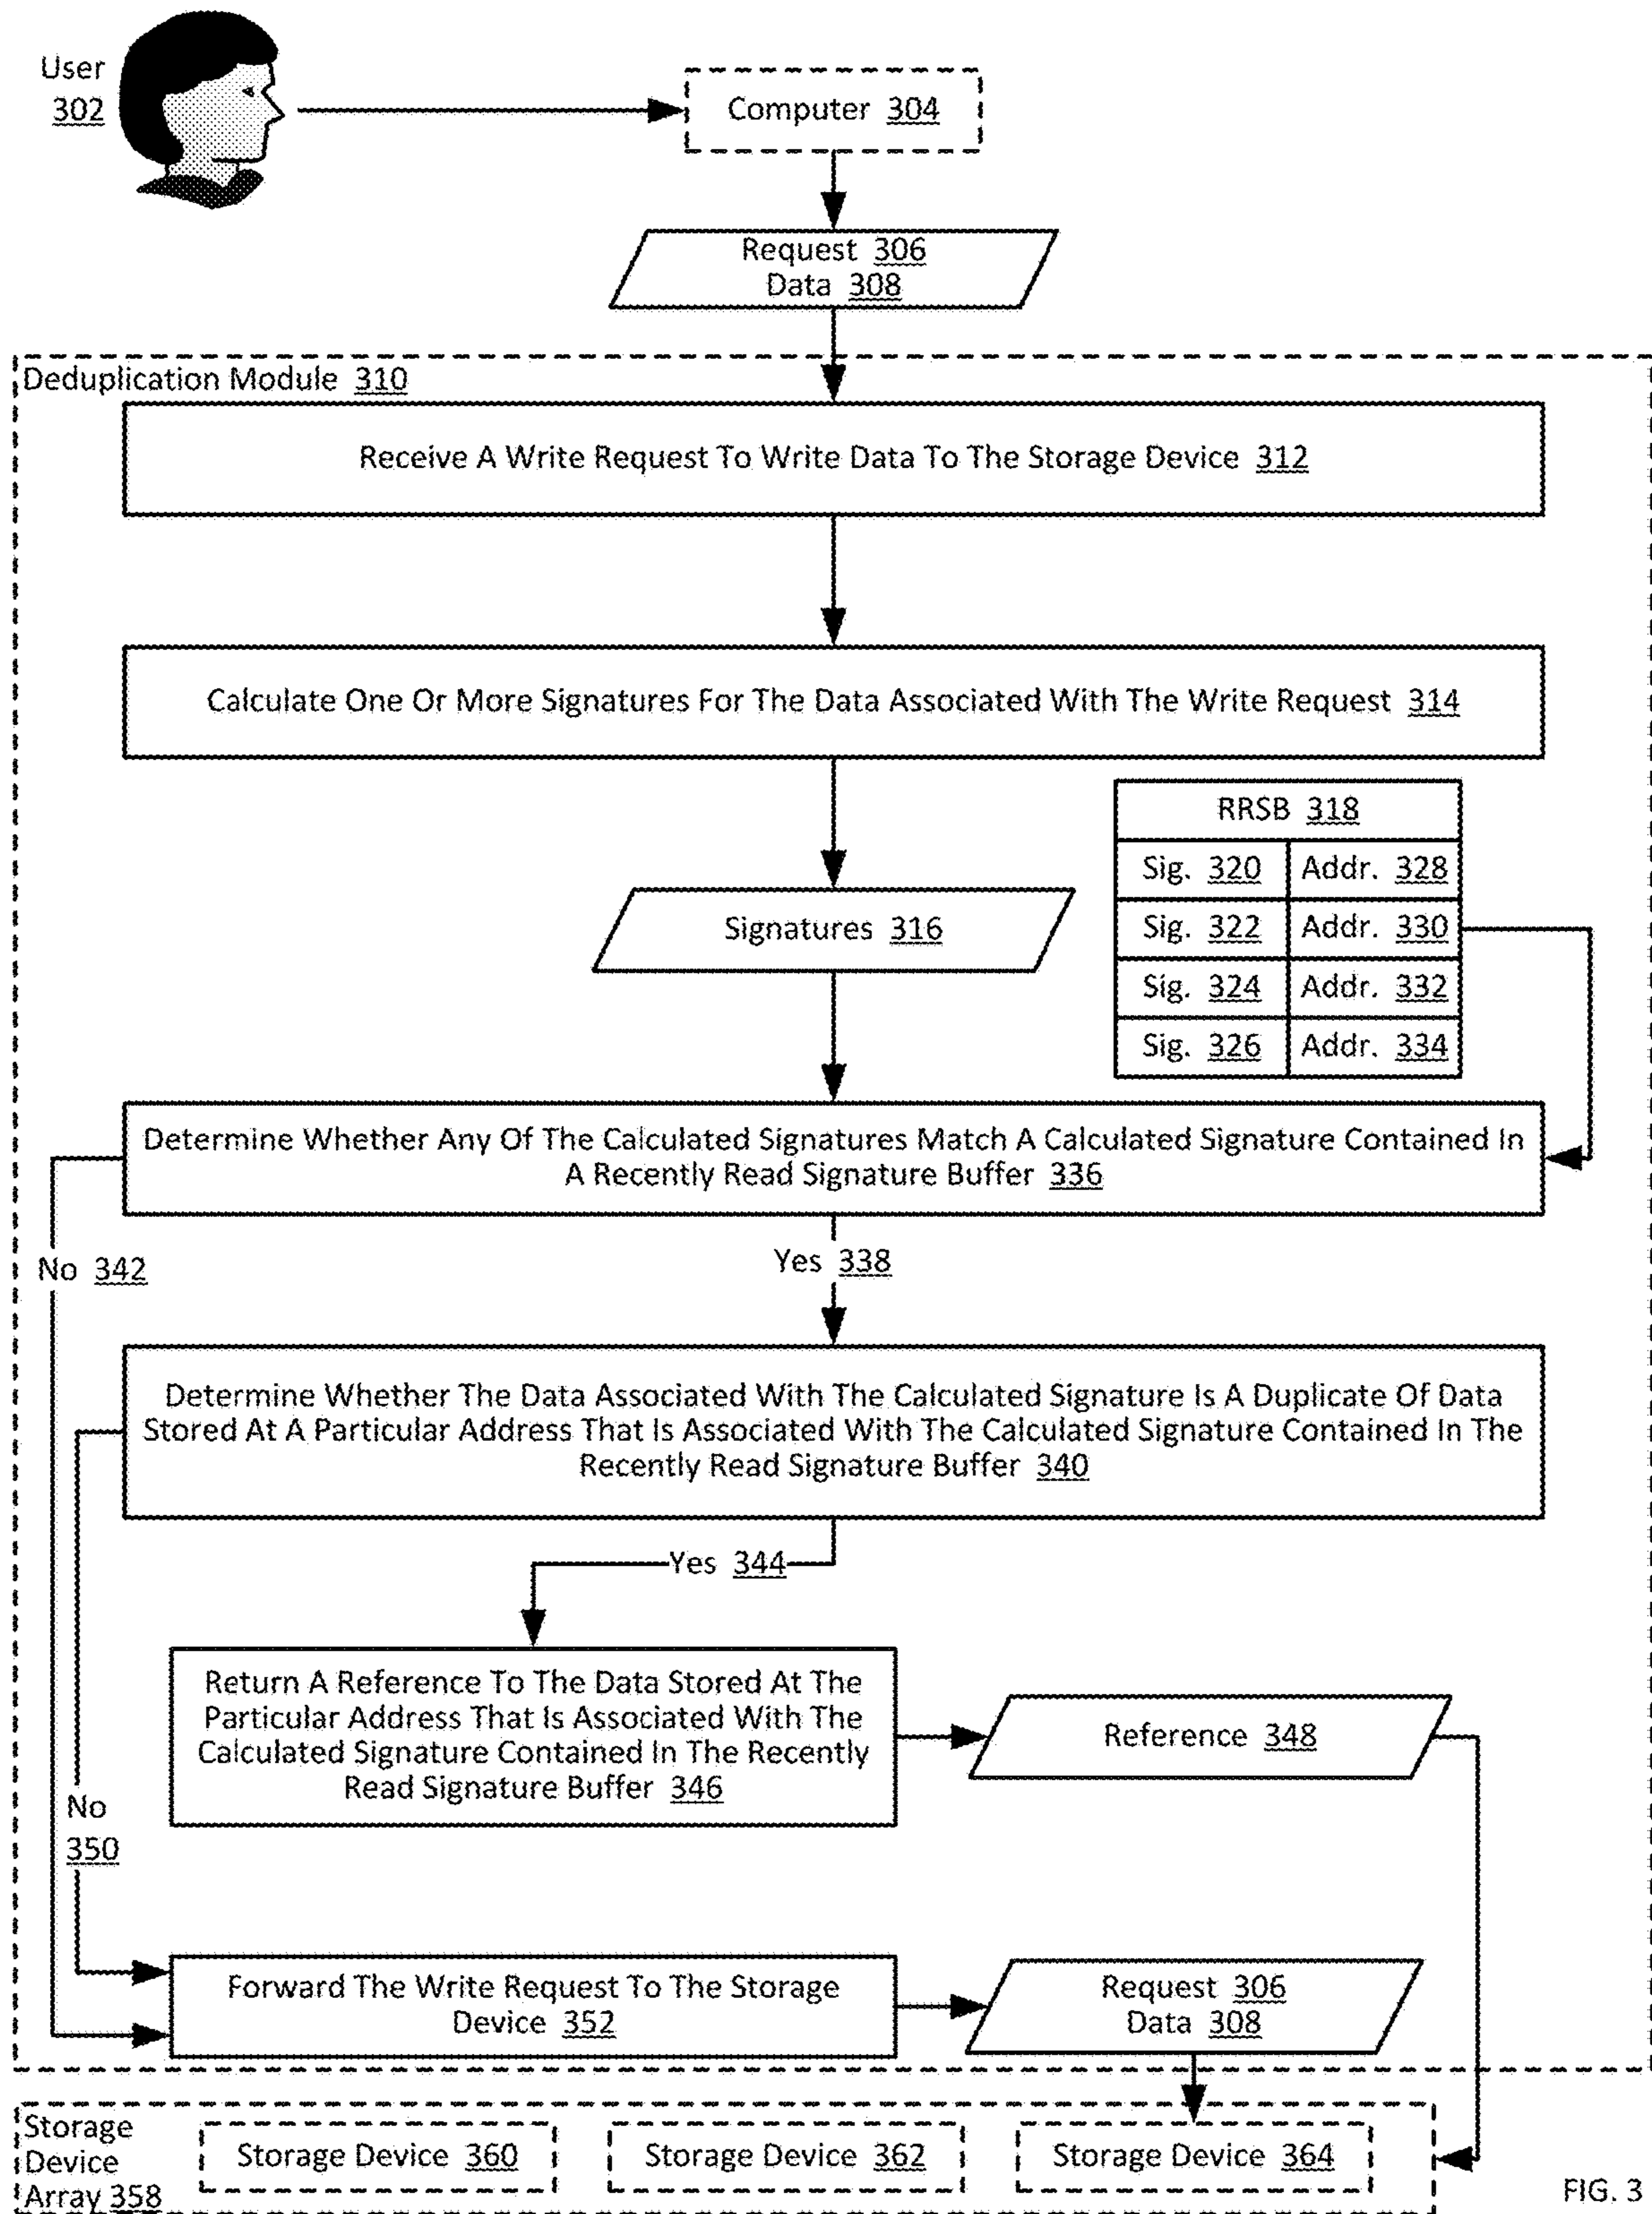 User
302
Computer 304
Request 306
Data 308
Deduplication Module 310
Receive A Write Request To Write Data To The Storage Device 312
Calculate One Or More Signatures For The Data Associated With The Write Request 314
RRSB 318
Sig. 320 Addr. 328
Signatures 316
Sig. 322 Addr. 330
Sig. 324 Addr. 332
Sig. 326 Addr. 334
Determine Whether Any Of The Calculated Signatures Match A Calculated Signature Contained In
A Recently Read Signature Buffer 336
No 342
Yes 338
Determine Whether The Data Associated With The Calculated Signature Is A Duplicate Of Data
Stored At A Particular Address That Is Associated With The Calculated Signature Contained In The
Recently Read Signature Buffer 340
Yes 344
Return A Reference To The Data Stored At The
Particular Address That Is Associated With The
Calculated Signature Contained In The Recently
Read Signature Buffer 346
Reference 348
No
350
Forward The Write Request To The Storage
Device 352
Request 306
Data 308
Storage
Device
Array 358
Storage Device 360
Storage Device 362
Storage Device 364
FIG. 3